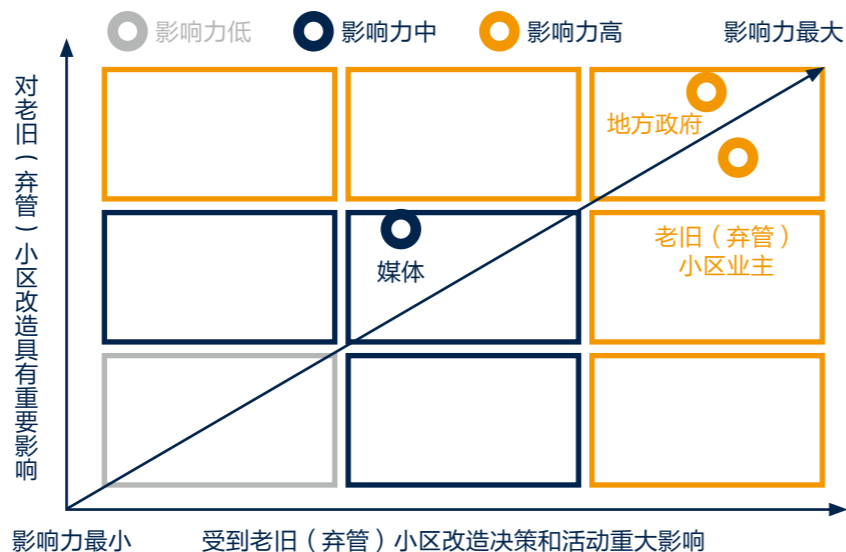 影响力低
影响力中
影响力高
影响力最大
对老旧(弃管)小区改造具有重要影响
地方政府
媒体
老旧(弃管)
小区业主
影响力最小
受到老旧(弃管)小区改造决策和活动重大影响